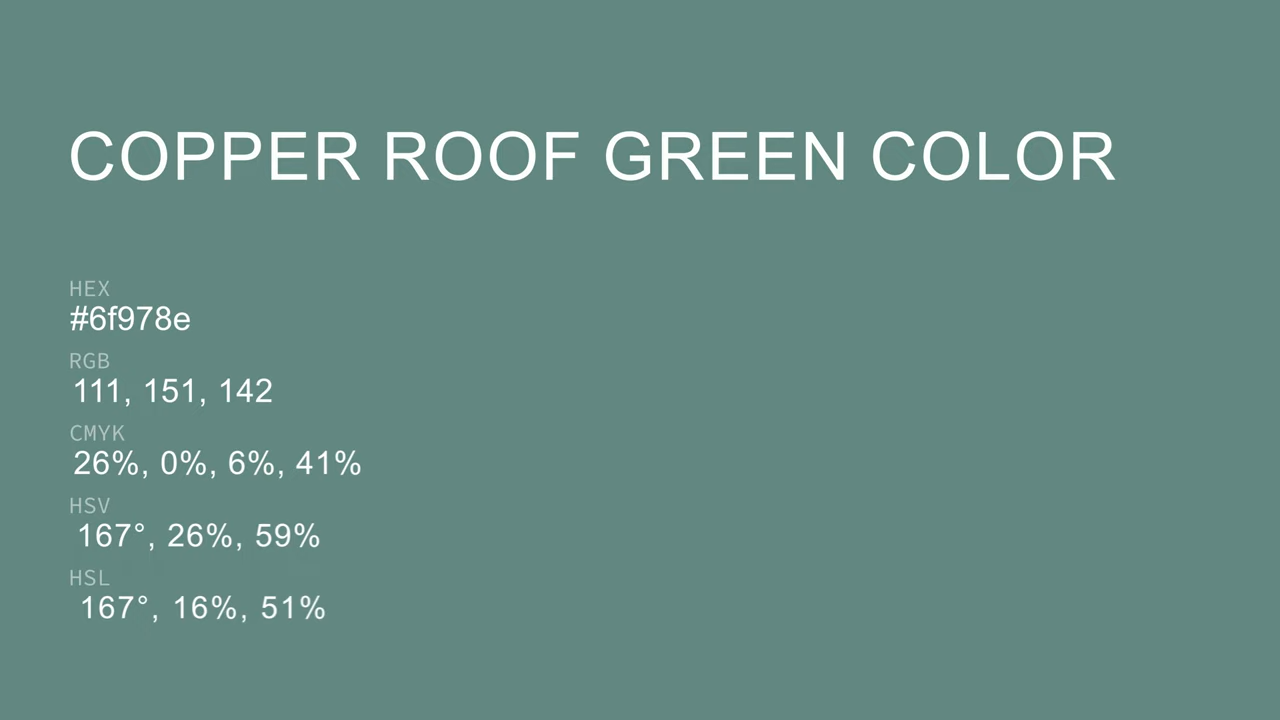 COPPER ROOF GREEN COLOR
HEX
#6f978e
RGB
111, 151, 142
CMYK
26%, 0%, 6%, 41%
HSV
167°, 26%, 59%
HSL
167°, 16%, 51%